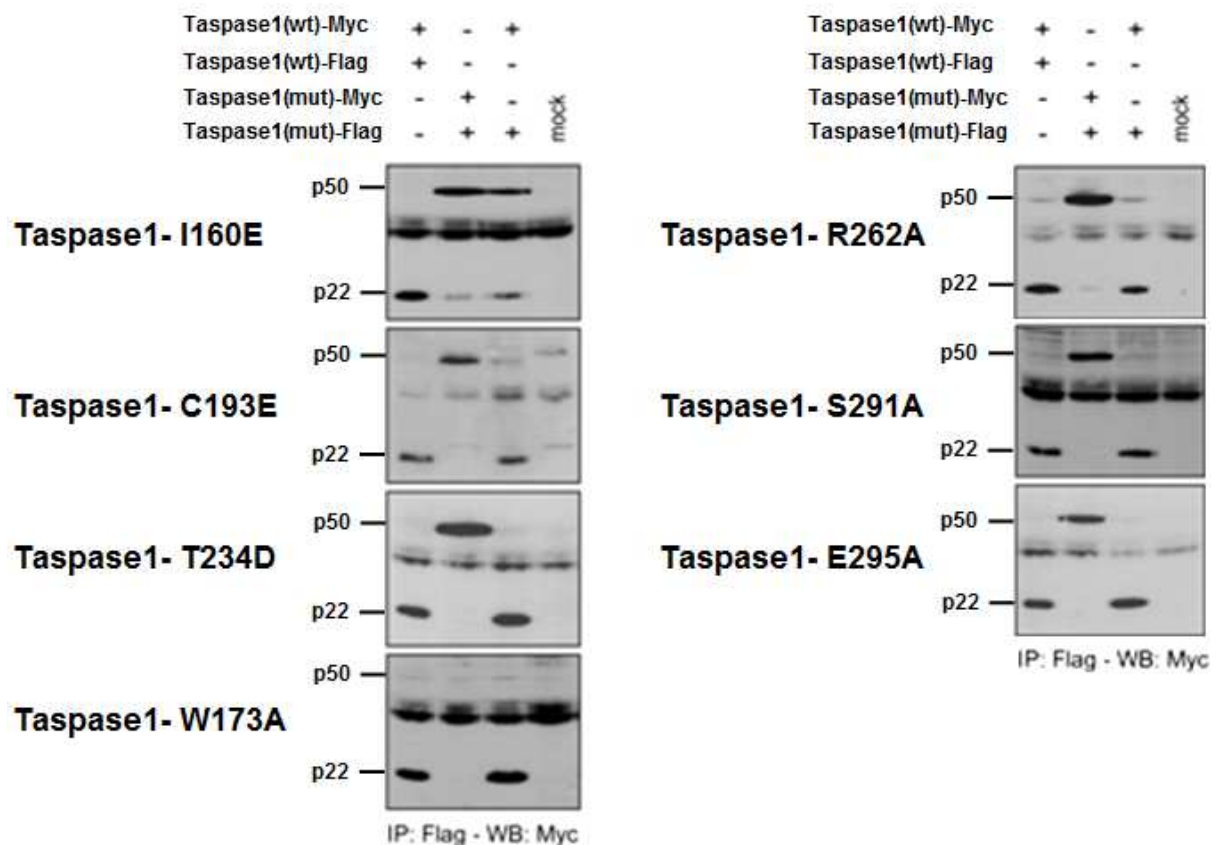 Taspase1(wt)-Myc + - +
Taspase1(wt)-Flag + - -
Taspase1(mut)-Myc - + -
Taspase1(mut)-Flag - + + mock
p50
Taspase1- I160E
p22
p50
Taspase1- C193E
p22
p50
Taspase1- T234D
p22
p50
Taspase1- W173A
p22
IP: Flag - WB: Myc
Taspase1(wt)-Myc + - +
Taspase1(wt)-Flag + - -
Taspase1(mut)-Myc - + -
Taspase1(mut)-Flag - + + mock
p50
Taspase1- R262A
p22
p50
Taspase1- S291A
p22
p50
Taspase1- E295A
p22
IP: Flag - WB: Myc